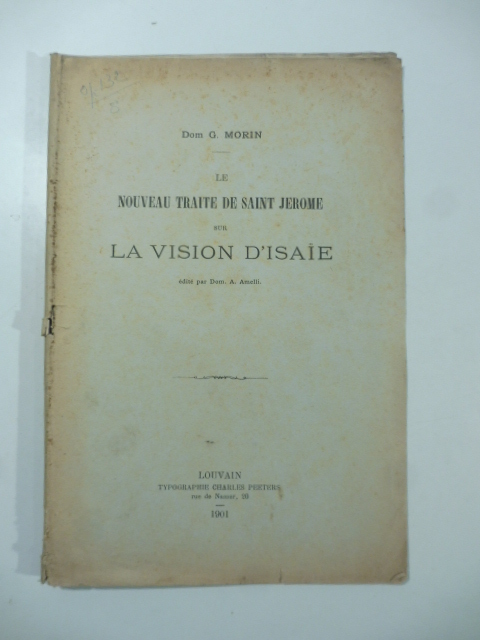 Dom G. MORIN
LE
NOUVEAU TRAITE DE SAINT JEROME
SUR
LA VISION D'ISAÏE
édité par Dom. A. Amelli.
LOUVAIN
TYPOGRAPHIE CHARLES PEETERS
rue de Namur, 20
1901